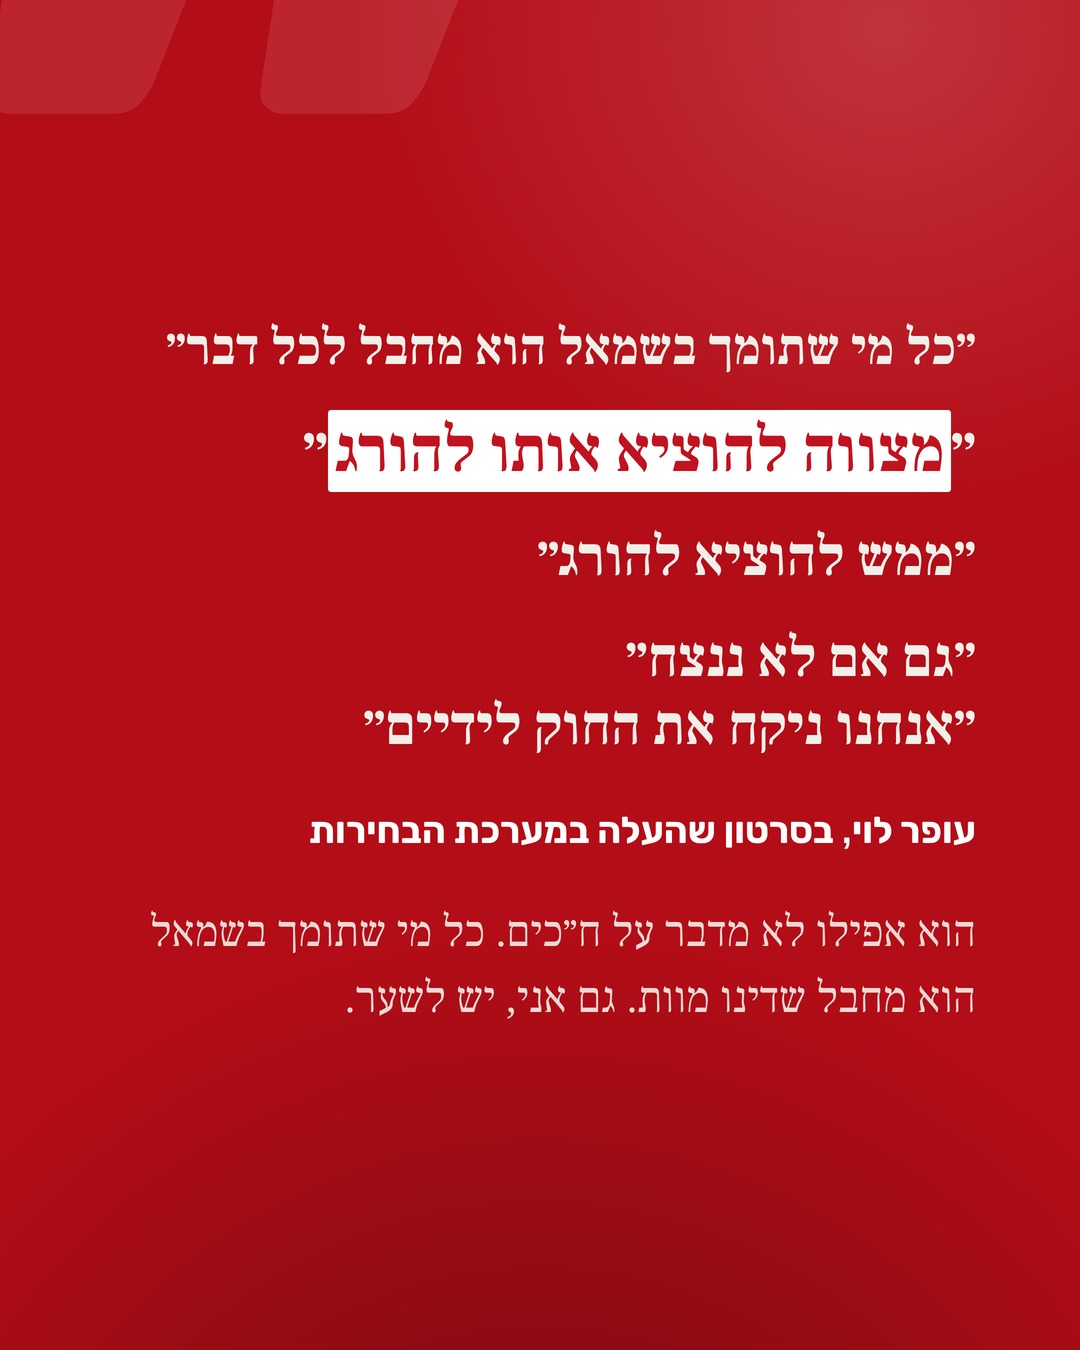 ”כל מי שתומך בשמאל הוא מחבל לכל דבר”
”מצווה להוציא אותו להורג”
”ממש להוציא להורג”
”גם אם לא ננצח”
”אנחנו ניקח את החוק לידיים”
עופר לוי, בסרטון שהעלה במערכת הבחירות
הוא אפילו לא מדבר על ח”כים. כל מי שתומך בשמאל
הוא מחבל שדינו מוות. גם אני, יש לשער.